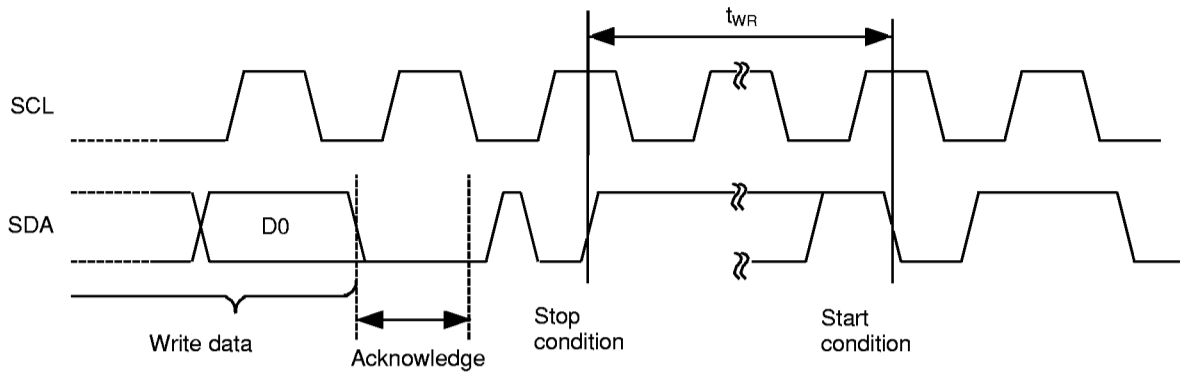 tWR
SCL
SDA
D0
Write data
Acknowledge
Stop
condition
Start
condition